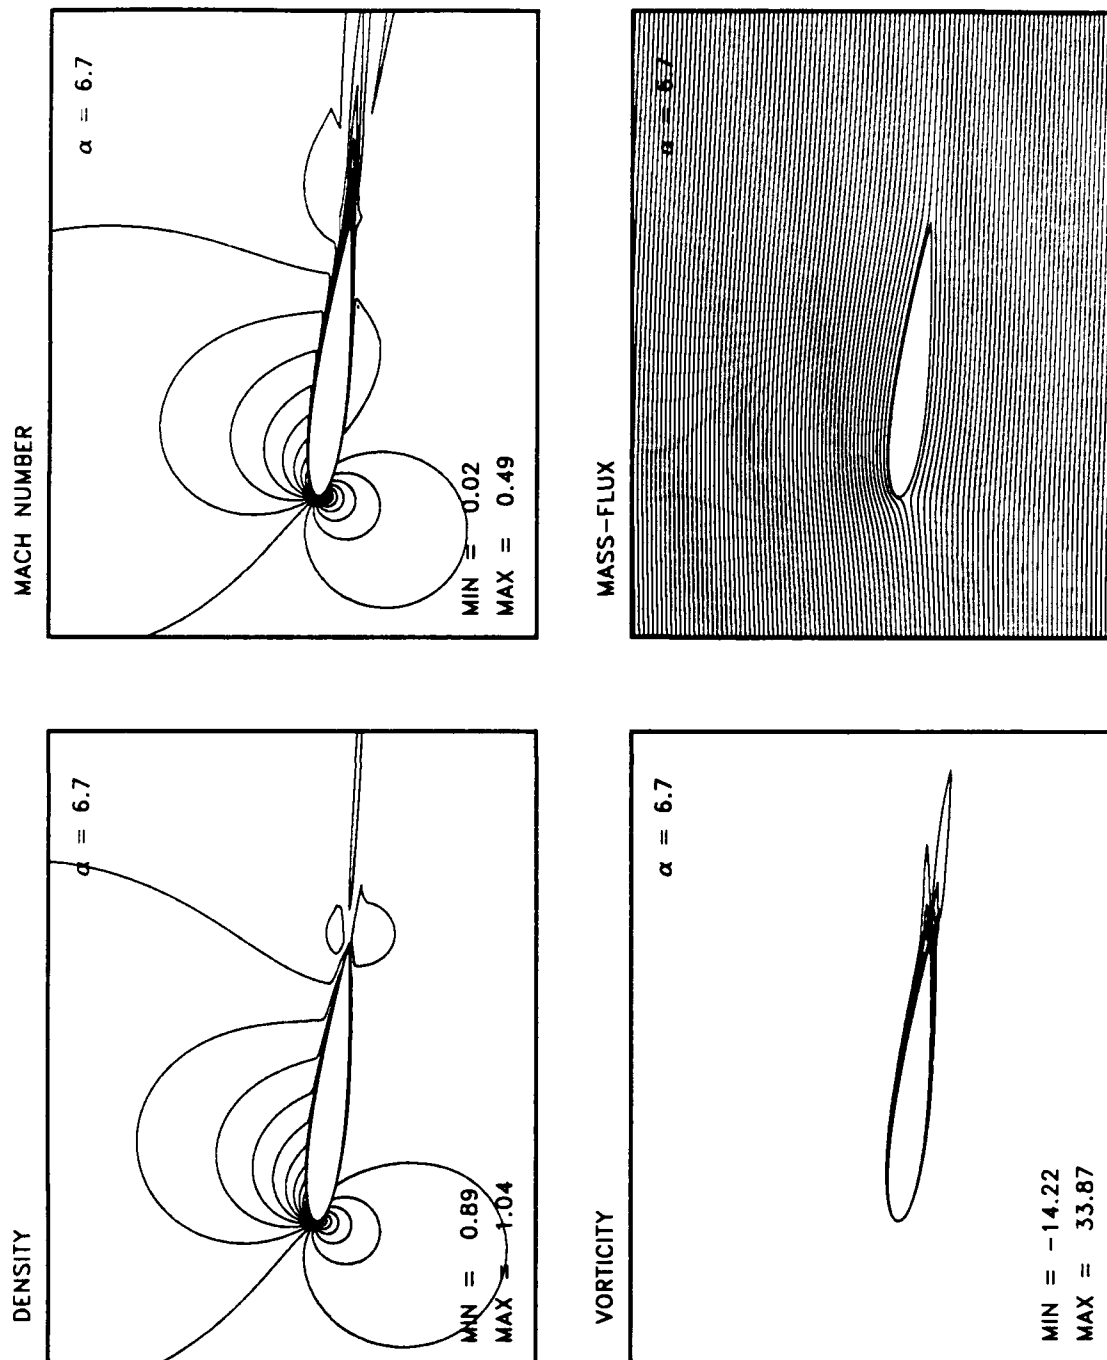 DENSITY
α = 6.7
MIN = 0.89
MAX = 1.04
MACH NUMBER
α = 6.7
MIN = 0.02
MAX = 0.49
VORTICITY
α = 6.7
MIN = -14.22
MAX = 33.87
MASS-FLUX
α = 6.7